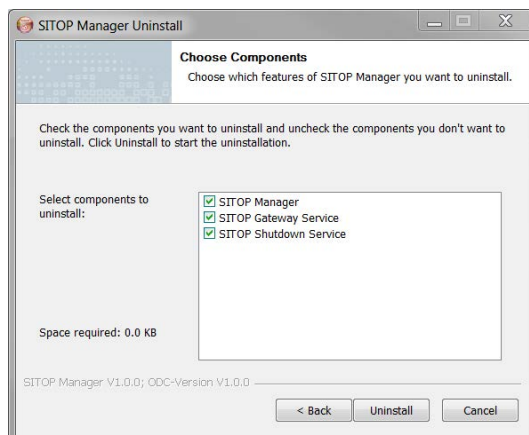 SITOP Manager Uninstall
Choose Components
Choose which features of SITOP Manager you want to uninstall.
Check the components you want to uninstall and uncheck the components you don't want to
uninstall. Click Uninstall to start the uninstallation.
Select components to
uninstall:
SITOP Manager
SITOP Gateway Service
SITOP Shutdown Service
Space required: 0.0 KB
SITOP Manager V1.0.0; ODC-Version V1.0.0
< Back
Uninstall
Cancel